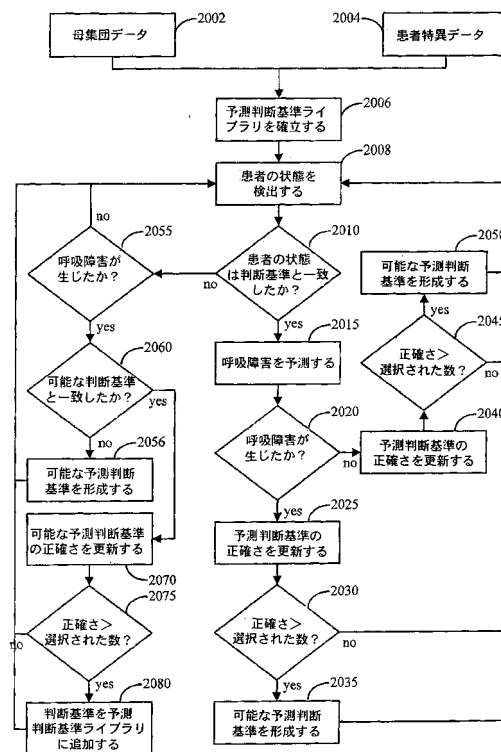 母集団データ
2002
患者特異データ
2004
予測判断基準ライ
ブラリを確立する
2006
患者の状態を
検出する
2008
no
呼吸障害が
生じたか?
2055
患者の状態
は判断基準と一致
したか?
2010
no
可能な予測判断
基準を形成する
2050
yes
yes
yes
呼吸障害を予測する
2015
正確さ>
選択された数?
2045
no
可能な判断基準
と一致したか?
2060
yes
呼吸障害が
生じたか?
2020
no
予測判断基準の
正確さを更新する
2040
no
可能な予測判断
基準を形成する
2056
yes
予測判断基準の
正確さを更新する
2025
可能な予測判断基準
の正確さを更新する
2070
正確さ>
選択された数?
2075
no
正確さ>
選択された数?
2030
no
yes
yes
判断基準を予測
判断基準ライブラリ
に追加する
2080
可能な予測判断
基準を形成する
2035